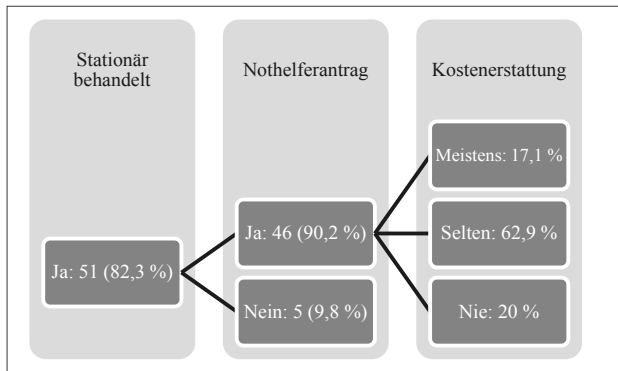 Stationär
behandelt
Nothelferantrag
Kostenerstattung
Meistens: 17,1 %
Ja: 46 (90,2 %)
Selten: 62,9 %
Ja: 51 (82,3 %)
Nein: 5 (9,8 %)
Nie: 20 %